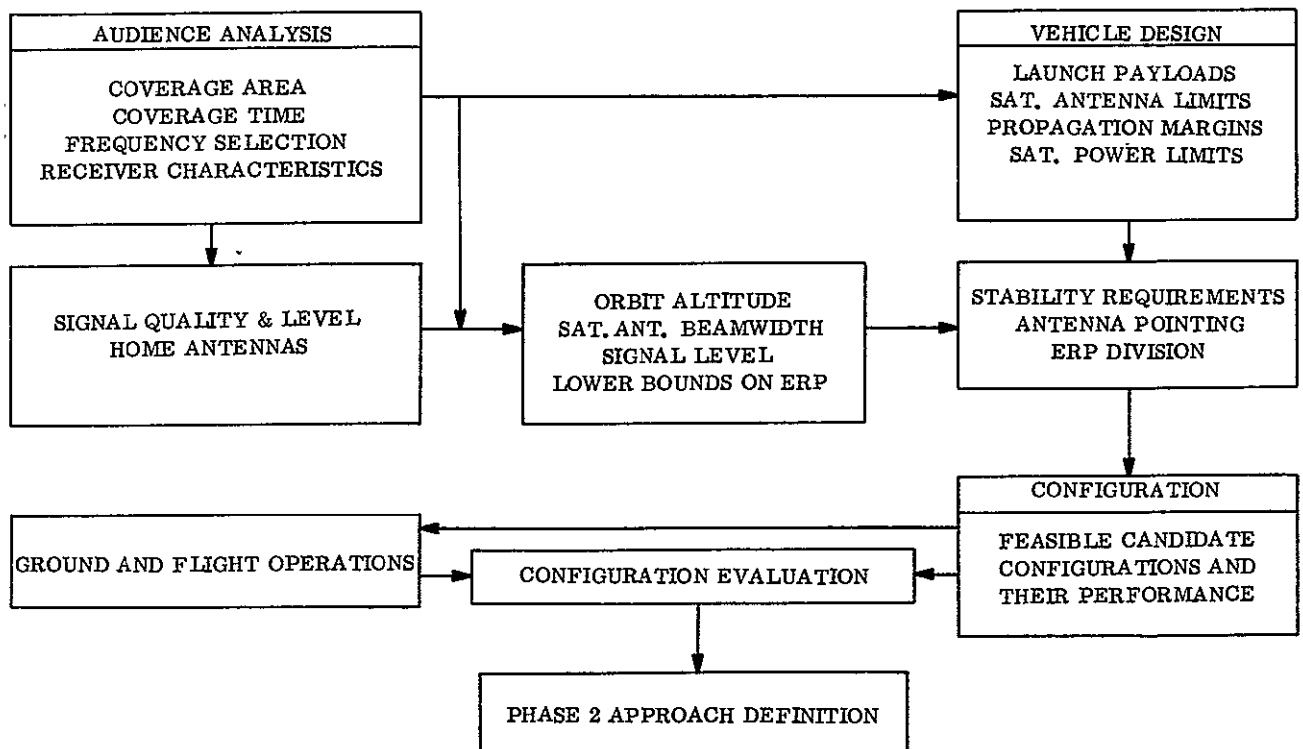 AUDIENCE ANALYSIS
COVERAGE AREA
COVERAGE TIME
FREQUENCY SELECTION
RECEIVER CHARACTERISTICS
VEHICLE DESIGN
LAUNCH PAYLOADS
SAT. ANTENNA LIMITS
PROPAGATION MARGINS
SAT. POWER LIMITS
SIGNAL QUALITY & LEVEL
HOME ANTENNAS
ORBIT ALTITUDE
SAT. ANT. BEAMWIDTH
SIGNAL LEVEL
LOWER BOUNDS ON ERP
STABILITY REQUIREMENTS
ANTENNA POINTING
ERP DIVISION
CONFIGURATION
FEASIBLE CANDIDATE
CONFIGURATIONS AND
THEIR PERFORMANCE
GROUND AND FLIGHT OPERATIONS
CONFIGURATION EVALUATION
PHASE 2 APPROACH DEFINITION